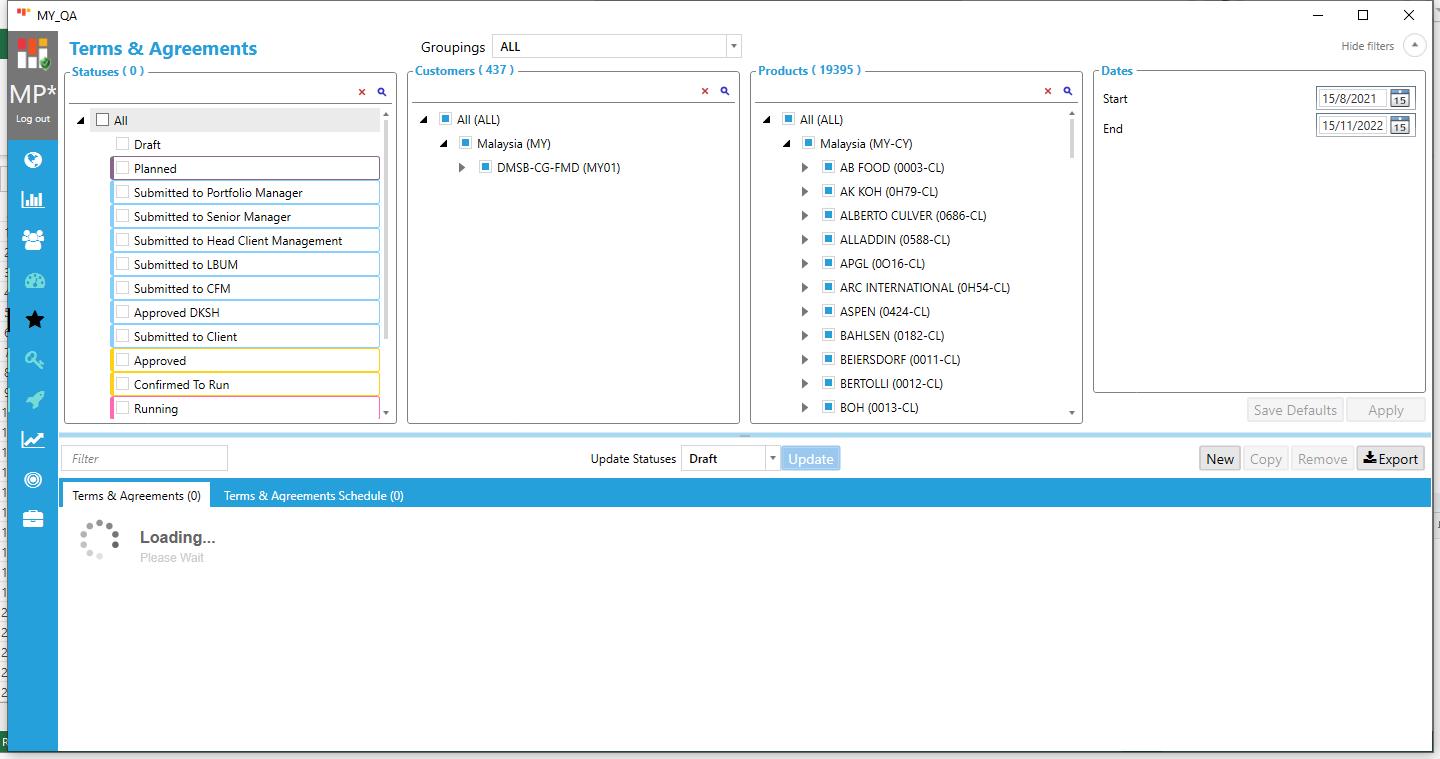 MY_QA
MP*
Log out
Terms & Agreements
Groupings
ALL
Hide filters
Statuses ( 0 )
All
Draft
Planned
Submitted to Portfolio Manager
Submitted to Senior Manager
Submitted to Head Client Management
Submitted to LBUM
Submitted to CFM
Approved DKSH
Submitted to Client
Approved
Confirmed To Run
Running
Customers ( 437 )
All (ALL)
Malaysia (MY)
DMSB-CG-FMD (MY01)
Products ( 19395 )
All (ALL)
Malaysia (MY-CY)
AB FOOD (0003-CL)
AK KOH (0H79-CL)
ALBERTO CULVER (0686-CL)
ALLADDIN (0588-CL)
APGL (0O16-CL)
ARC INTERNATIONAL (0H54-CL)
ASPEN (0424-CL)
BAHLSEN (0182-CL)
BEIERSDORF (0011-CL)
BERTOLLI (0012-CL)
BOH (0013-CL)
Dates
Start
15/8/2021
15
End
15/11/2022
15
Save Defaults
Apply
Filter
Update Statuses
Draft
Update
New
Copy
Remove
Export
Terms & Agreements (0)
Terms & Agreements Schedule (0)
Loading...
Please Wait